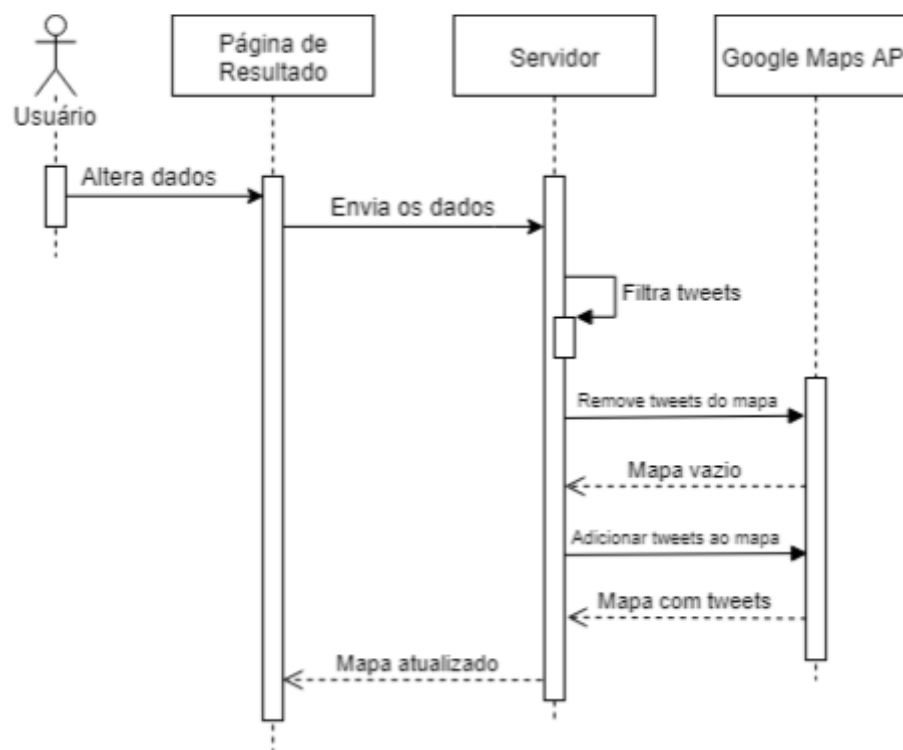 Página de
Resultado
Servidor
Google Maps AP
Usuário
Altera dados
Envia os dados
Filtra tweets
Remove tweets do mapa
Mapa vazio
Adicionar tweets ao mapa
Mapa com tweets
Mapa atualizado